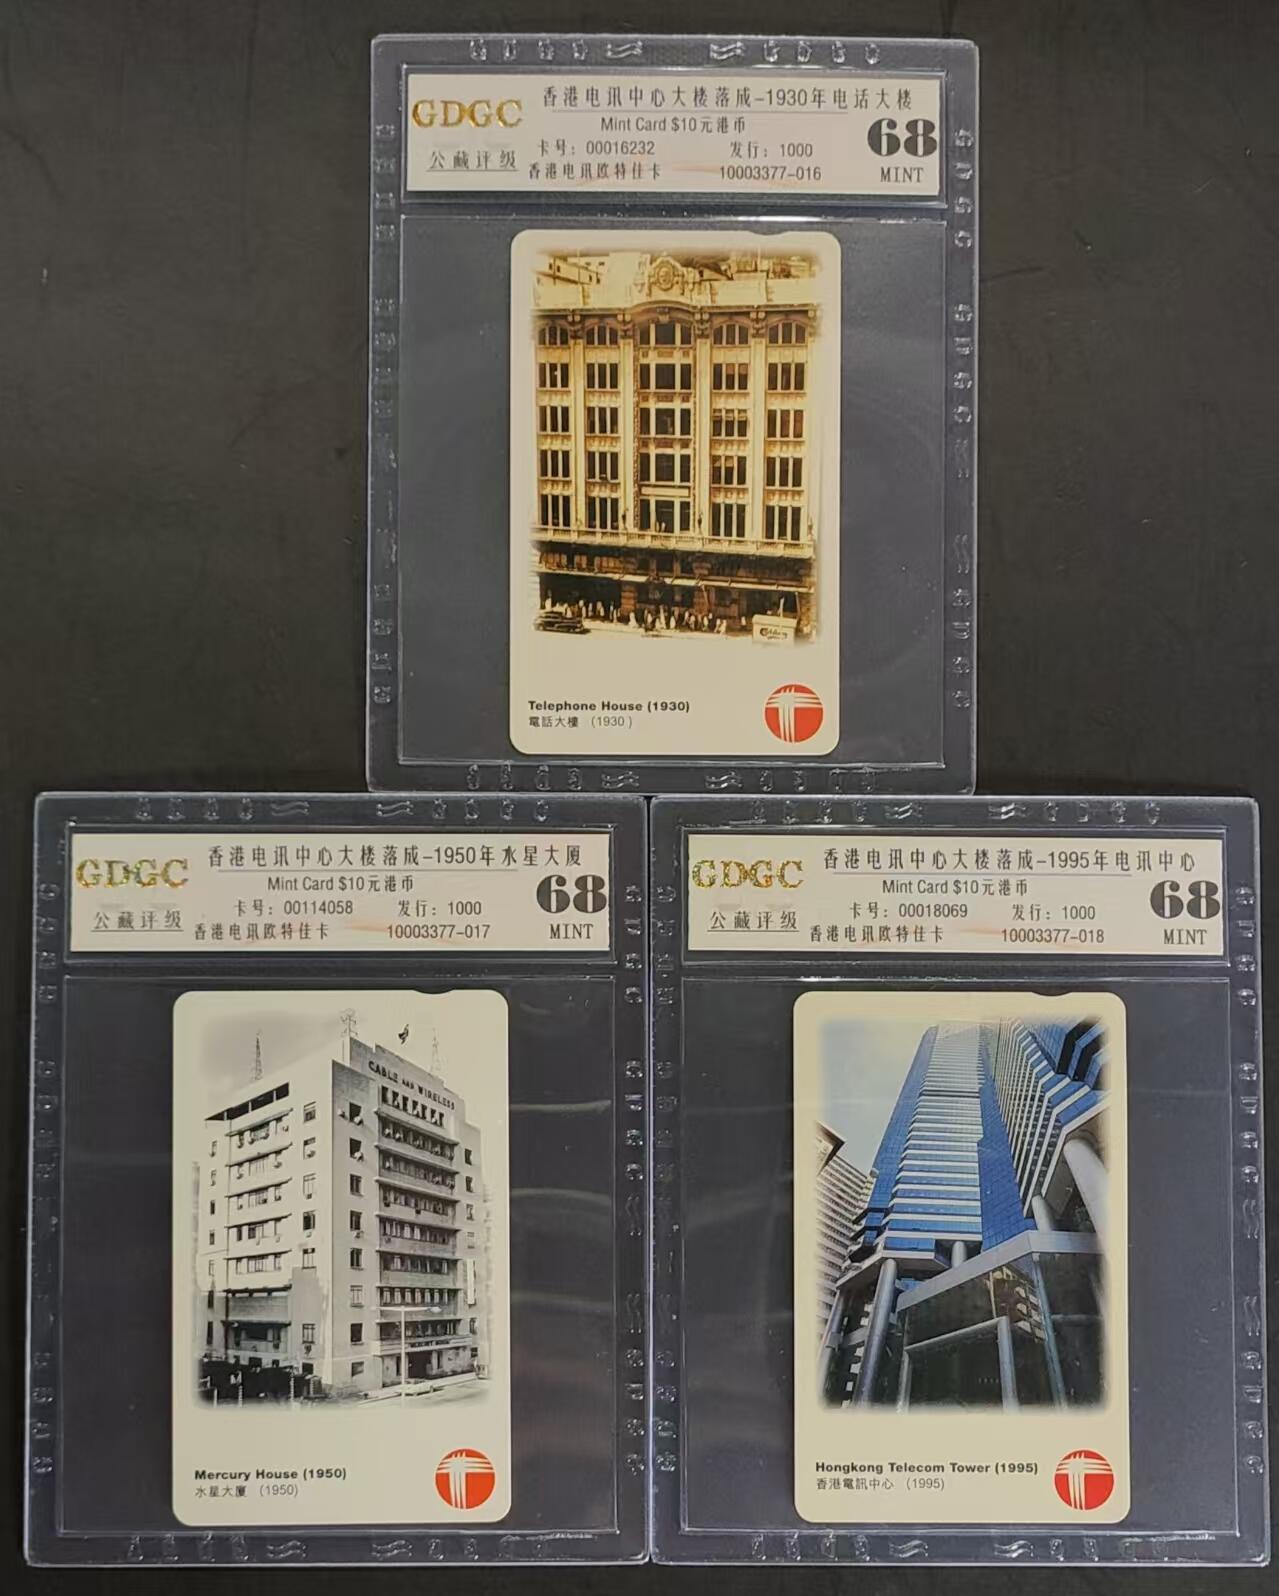 GDGC
公藏评级
香港电讯中心大楼落成-1930年电话大楼
Mint Card $10元港币
卡号：00016232 发行：1000
香港电讯欧特佳卡 10003377-016
68
MINT
Telephone House (1930)
電話大樓 (1930)
GDGC
公藏评级
香港电讯中心大楼落成-1950年水星大厦
Mint Card $10元港币
卡号：00114058 发行：1000
香港电讯欧特佳卡 10003377-017
68
MINT
CABLE AND WIRELESS
Mercury House (1950)
水星大廈 (1950)
GDGC
公藏评级
香港电讯中心大楼落成-1995年电讯中心
Mint Card $10元港币
卡号：00018069 发行：1000
香港电讯欧特佳卡 10003377-018
68
MINT
Hongkong Telecom Tower (1995)
香港電訊中心 (1995)